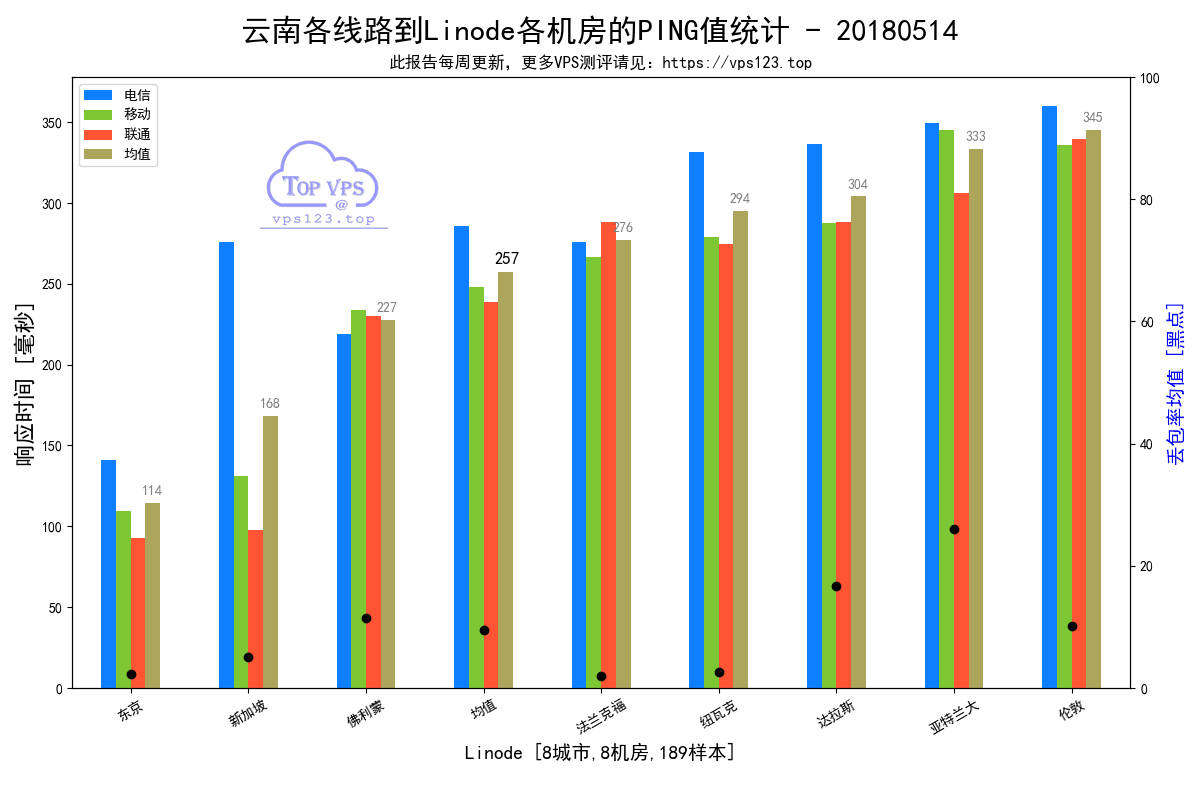 云南各线路到Linode各机房的PING值统计 - 20180514
此报告每周更新，更多VPS测评请见：https://vps123.top
电信
移动
联通
均值
TOP VPS
@
vps123.top
响应时间 [毫秒]
350
300
250
200
150
100
50
0
114
168
227
257
276
294
304
333
345
100
80
60
40
20
0
丢包率均值 [黑点]
东京
新加坡
佛利蒙
均值
法兰克福
纽瓦克
达拉斯
亚特兰大
伦敦
Linode [8城市,8机房,189样本]